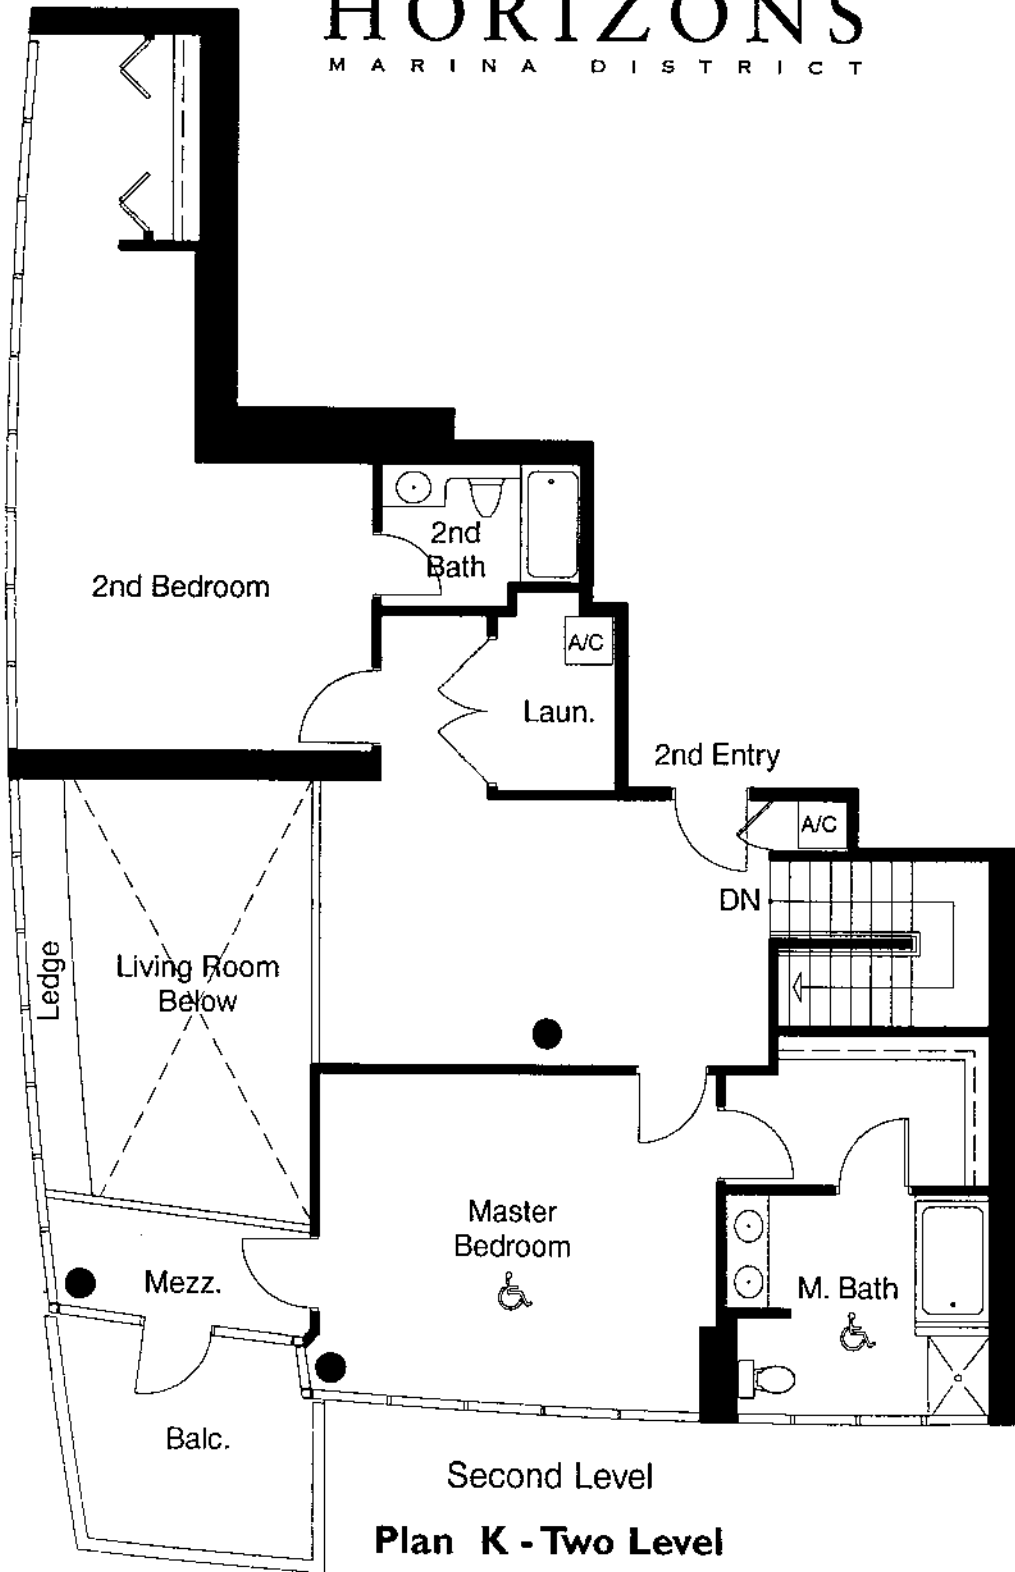 HORIZONS
MARINA DISTRICT
2nd
Bath
2nd Bedroom
A/C
Laun.
2nd Entry
A/C
DN
Ledge
Living Room
Below
Master
Bedroom
Mezz.
M. Bath
Balc.
Second Level
Plan K - Two Level